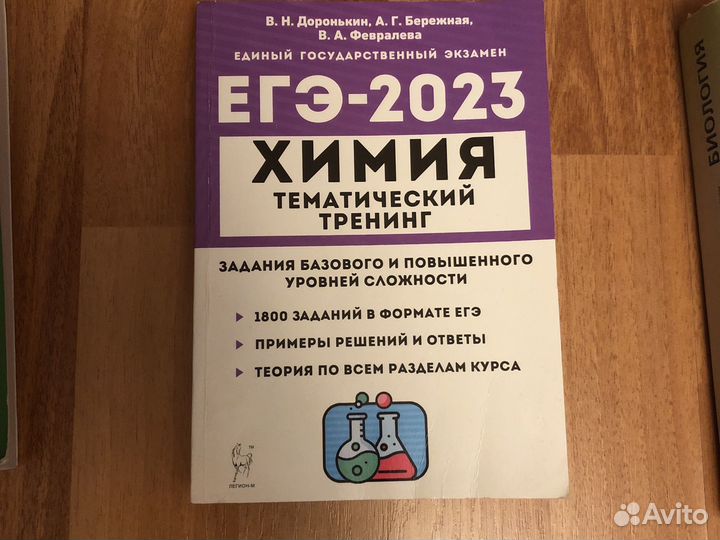 В. Н. Доронькин, А. Г. Бережная,
В. А. Февралева
ЕДИНЫЙ ГОСУДАРСТВЕННЫЙ ЭКЗАМЕН
ЕГЭ-2023
ХИМИЯ
ТЕМАТИЧЕСКИЙ
ТРЕНИНГ
ЗАДАНИЯ БАЗОВОГО И ПОВЫШЕННОГО
УРОВНЕЙ СЛОЖНОСТИ
1800 ЗАДАНИЙ В ФОРМАТЕ ЕГЭ
ПРИМЕРЫ РЕШЕНИЙ И ОТВЕТЫ
ТЕОРИЯ ПО ВСЕМ РАЗДЕЛАМ КУРСА
TM
ЛЕГИОН-М
БИОЛОГИЯ
Avito